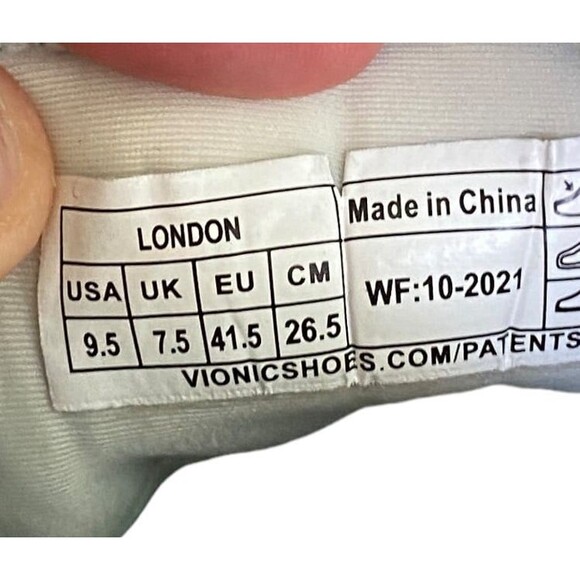 LONDON
USA UK EU CM
9.5 7.5 41.5 26.5
Made in China
WF:10-2021
VIONICSHOES.COM/PATENTS